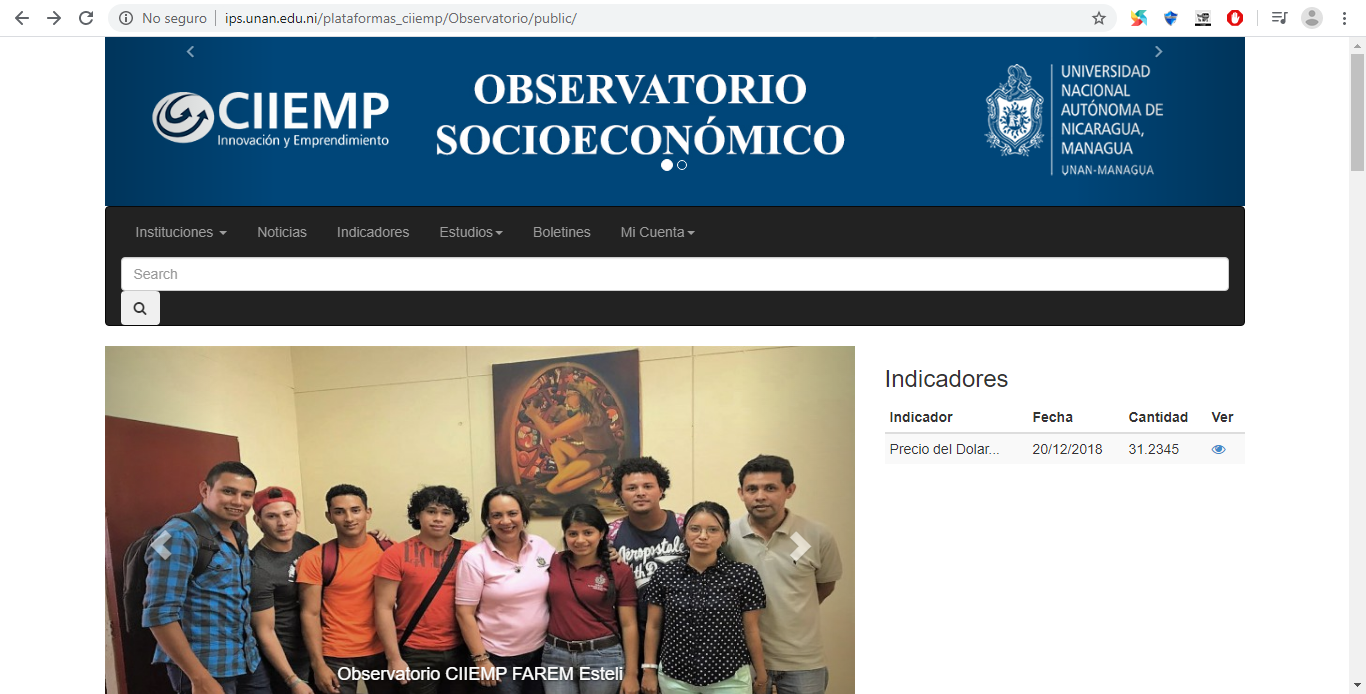 No seguro
ips.unan.edu.ni/plataformas_ciiemp/Observatorio/public/
CIIEMP
Innovación y Emprendimiento
OBSERVATORIO
SOCIOECONÓMICO
UNIVERSIDAD
NACIONAL
AUTÓNOMA DE
NICARAGUA,
MANAGUA
UNAN-MANAGUA
Instituciones Noticias Indicadores Estudios Boletines Mi Cuenta
Search
Indicadores
Indicador Fecha Cantidad Ver
Precio del Dolar... 20/12/2018 31.2345
AÉROPOSTALE
Observatorio CIIEMP FAREM Esteli